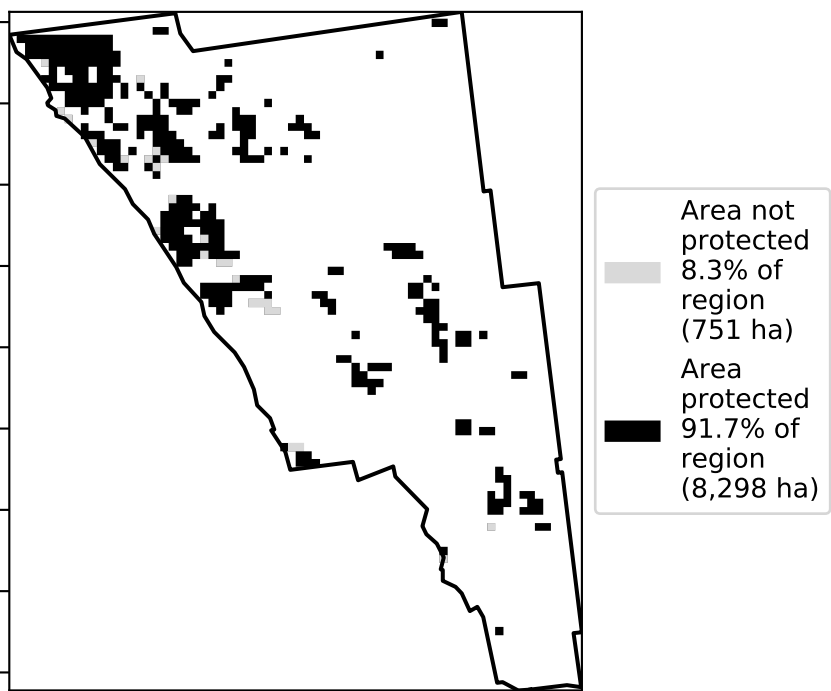 Area not
protected
8.3% of
region
(751 ha)
Area
protected
91.7% of
region
(8,298 ha)